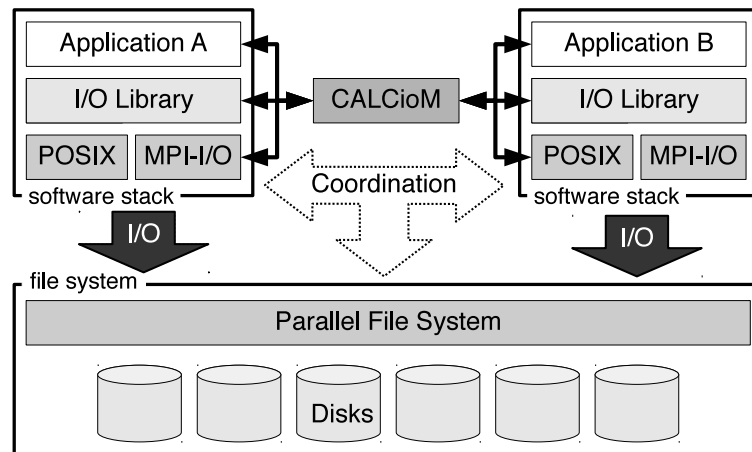 Application A
Application B
I/O Library
CALCioM
I/O Library
POSIX
MPI-I/O
Coordination
POSIX
MPI-I/O
software stack
software stack
I/O
I/O
file system
Parallel File System
Disks